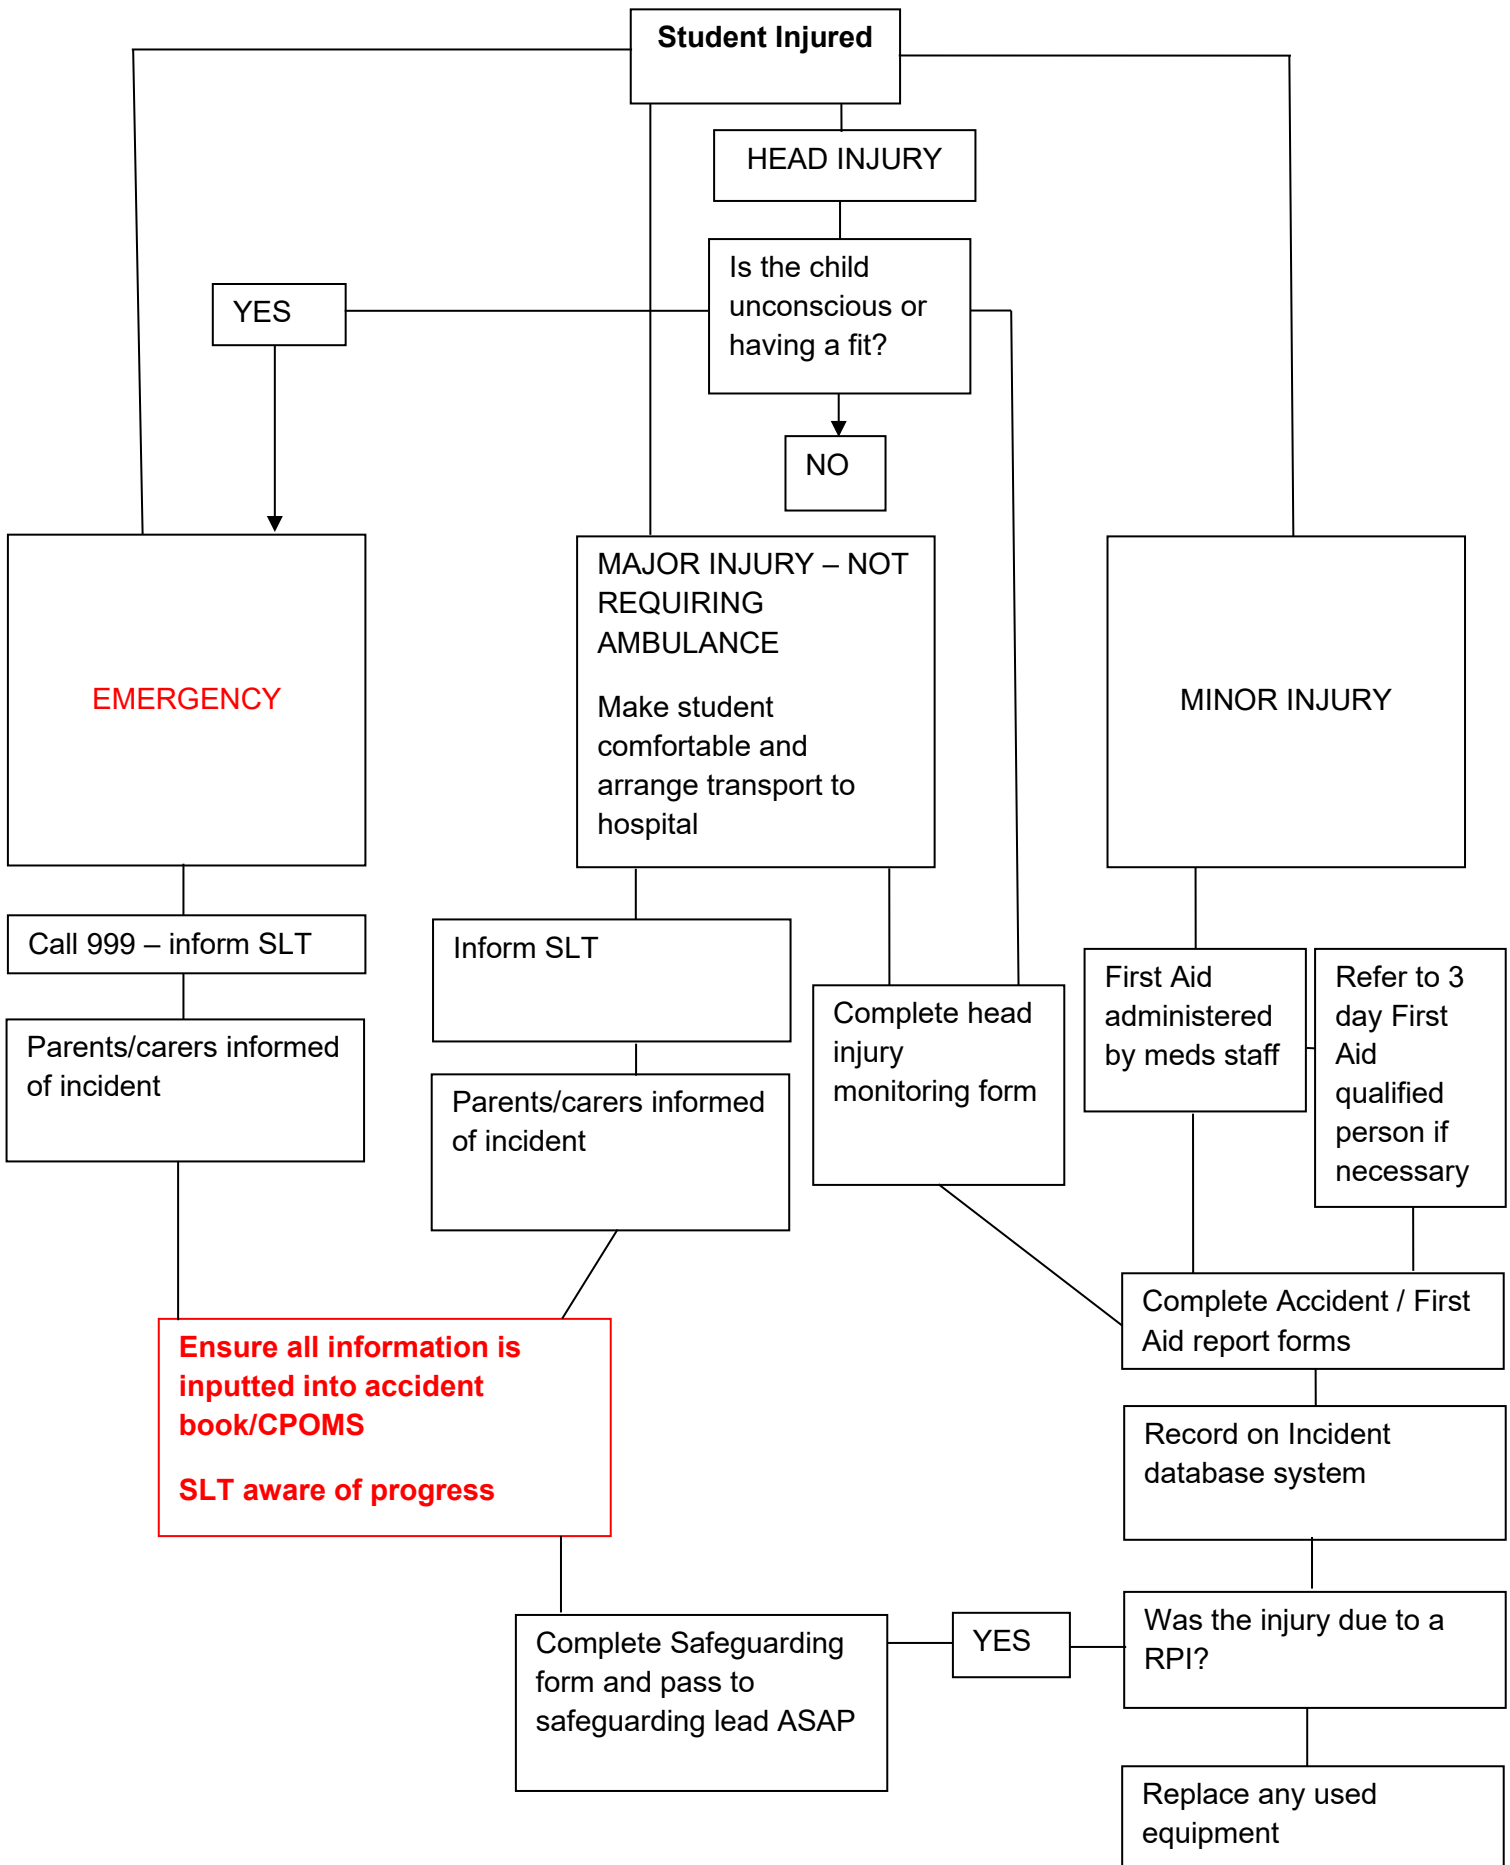 Student Injured
HEAD INJURY
Is the child
unconscious or
having a fit?
YES
NO
EMERGENCY
MAJOR INJURY – NOT
REQUIRING
AMBULANCE
Make student
comfortable and
arrange transport to
hospital
MINOR INJURY
Call 999 – inform SLT
Parents/carers informed
of incident
Inform SLT
Parents/carers informed
of incident
Complete head
injury
monitoring form
First Aid
administered
by meds staff
Refer to 3
day First
Aid
qualified
person if
necessary
Ensure all information is
inputted into accident
book/CPOMS
SLT aware of progress
Complete Accident / First
Aid report forms
Record on Incident
database system
Was the injury due to a
RPI?
YES
Complete Safeguarding
form and pass to
safeguarding lead ASAP
Replace any used
equipment